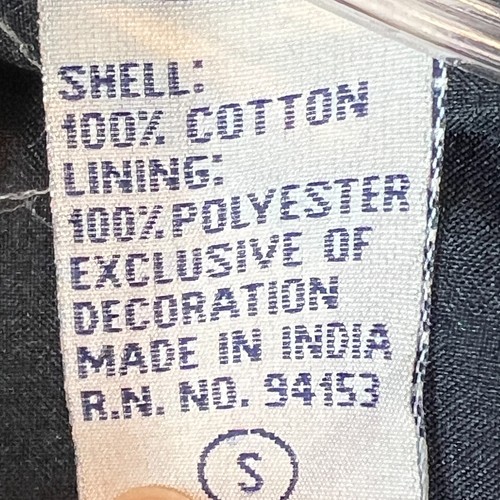 SHELL:
100% COTTON
LINING:
100% POLYESTER
EXCLUSIVE OF
DECORATION
MADE IN INDIA
R.N. NO. 94153
S